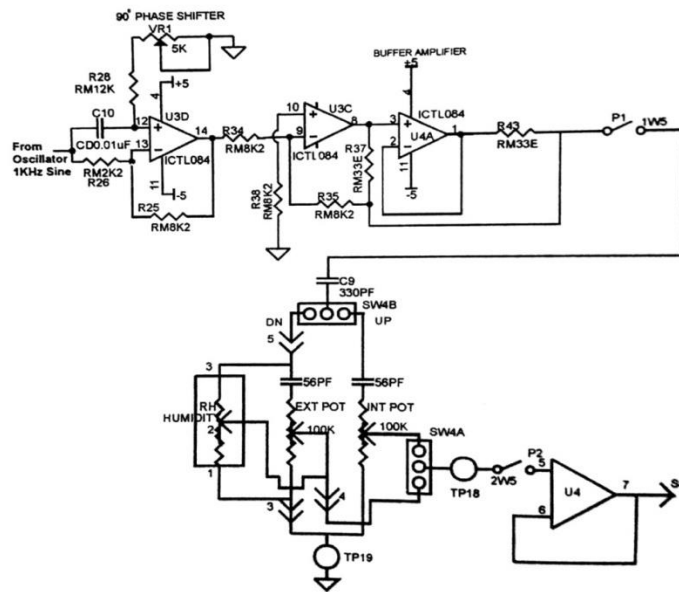 90° PHASE SHIFTER
VR1
5K
R28
RM12K
C10
CD0.01uF
From
Oscillator
1KHz Sine
RM2K2
R26
12
13
4
+5
U3D
14
ICTL084
11
-5
R25
RM8K2
R34
RM8K2
10
9
U3C
8
ICTL084
R38
RM8K2
R35
RM8K2
R37
RM33E
BUFFER AMPLIFIER
+5
4
ICTL084
3
2
1
U4A
11
-5
R43
RM33E
P1
1W5
C9
330PF
SW4B
DN
UP
5
3
56PF
56PF
RH
HUMIDITY
2
1
EXT POT
100K
INT POT
100K
SW4A
3
4
TP19
TP18
2W5
P2
5
6
7
U4
S